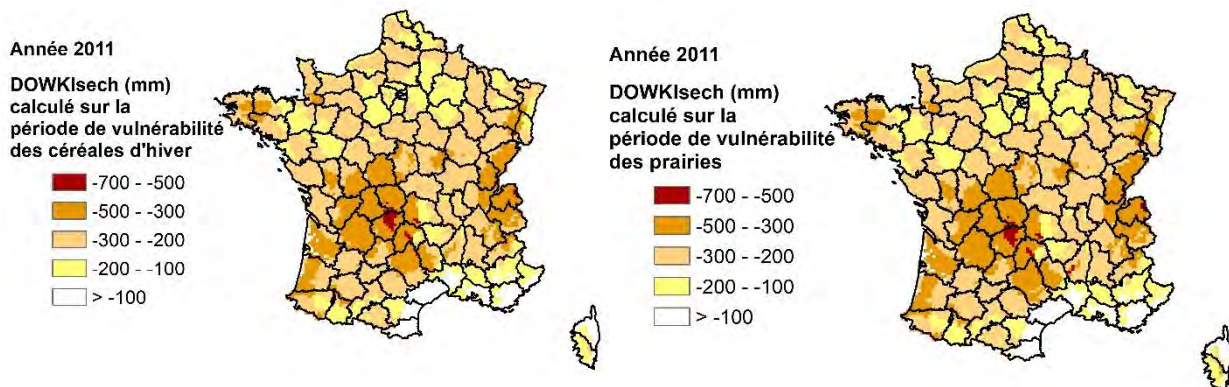 Année 2011
DOWKIsech (mm)
calculé sur la
période de vulnérabilité
des céréales d'hiver
-700 - -500
-500 - -300
-300 - -200
-200 - -100
> -100
Année 2011
DOWKIsech (mm)
calculé sur la
période de vulnérabilité
des prairies
-700 - -500
-500 - -300
-300 - -200
-200 - -100
> -100